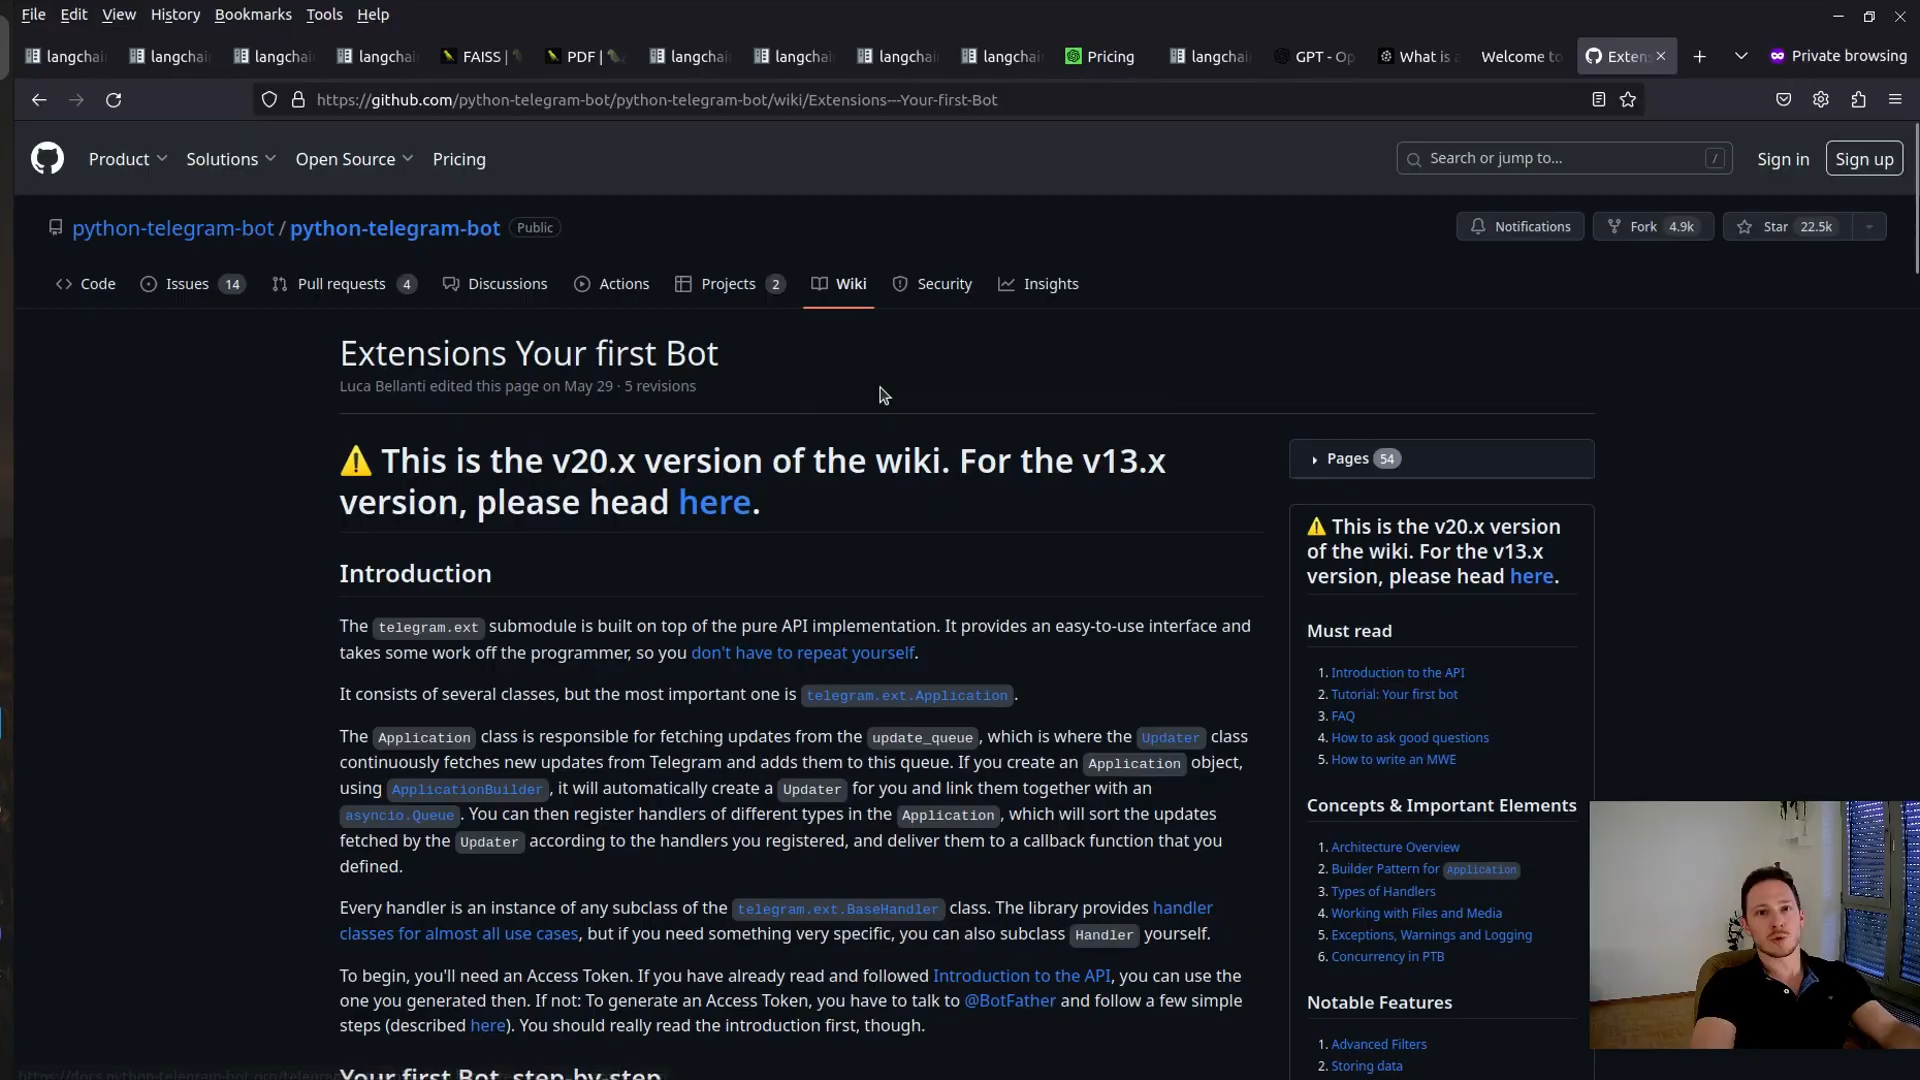 File Edit View History Bookmarks Tools Help
langchai langchai langchai langchai FAISS | PDF | langchai langchai langchai langchai Pricing langchai GPT - Op What is a Welcome to Extens Private browsing
https://github.com/python-telegram-bot/python-telegram-bot/wiki/Extensions---Your-first-Bot
Product Solutions Open Source Pricing Search or jump to... / Sign in Sign up
python-telegram-bot / python-telegram-bot Public Notifications Fork 4.9k Star 22.5k
Code Issues 14 Pull requests 4 Discussions Actions Projects 2 Wiki Security Insights
Extensions Your first Bot
Luca Bellanti edited this page on May 29 · 5 revisions
⚠️ This is the v20.x version of the wiki. For the v13.x
version, please head here.
Introduction
The telegram.ext submodule is built on top of the pure API implementation. It provides an easy-to-use interface and
takes some work off the programmer, so you don't have to repeat yourself.
It consists of several classes, but the most important one is telegram.ext.Application.
The Application class is responsible for fetching updates from the update_queue, which is where the Updater class
continuously fetches new updates from Telegram and adds them to this queue. If you create an Application object,
using ApplicationBuilder, it will automatically create a Updater for you and link them together with an
asyncio.Queue. You can then register handlers of different types in the Application, which will sort the updates
fetched by the Updater according to the handlers you registered, and deliver them to a callback function that you
defined.
Every handler is an instance of any subclass of the telegram.ext.BaseHandler class. The library provides handler
classes for almost all use cases, but if you need something very specific, you can also subclass Handler yourself.
To begin, you'll need an Access Token. If you have already read and followed Introduction to the API, you can use the
one you generated then. If not: To generate an Access Token, you have to talk to @BotFather and follow a few simple
steps (described here). You should really read the introduction first, though.
Your first Bot, step-by-step
Pages 54
⚠️ This is the v20.x version
of the wiki. For the v13.x
version, please head here.
Must read
1. Introduction to the API
2. Tutorial: Your first bot
3. FAQ
4. How to ask good questions
5. How to write an MWE
Concepts & Important Elements
1. Architecture Overview
2. Builder Pattern for Application
3. Types of Handlers
4. Working with Files and Media
5. Exceptions, Warnings and Logging
6. Concurrency in PTB
Notable Features
1. Advanced Filters
2. Storing data